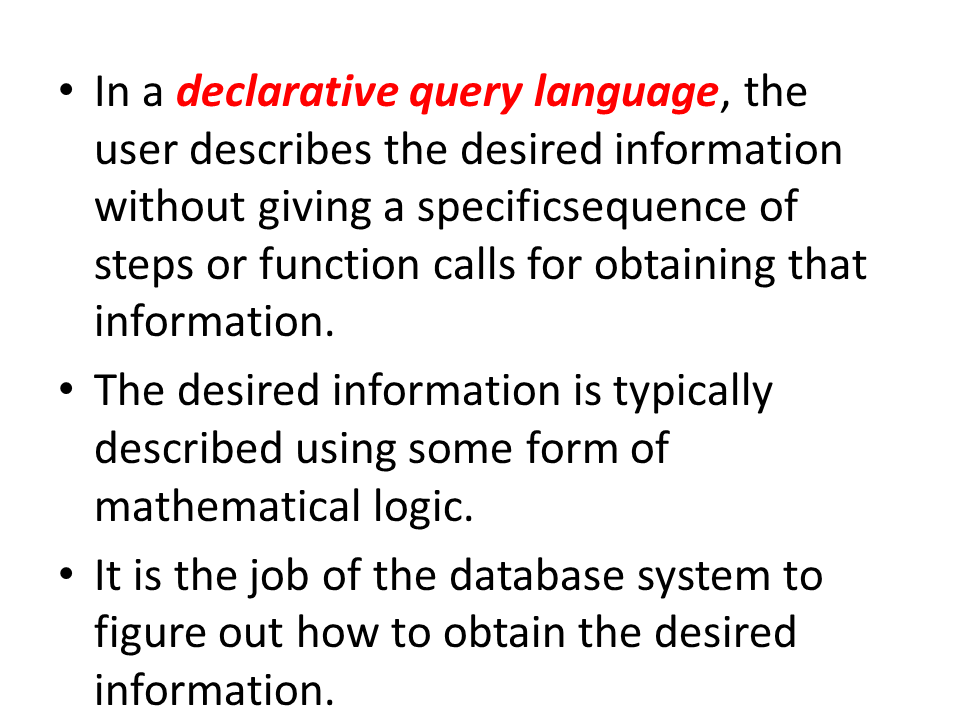 • In a declarative query language, the
user describes the desired information
without giving a specificsequence of
steps or function calls for obtaining that
information.
• The desired information is typically
described using some form of
mathematical logic.
• It is the job of the database system to
figure out how to obtain the desired
information.